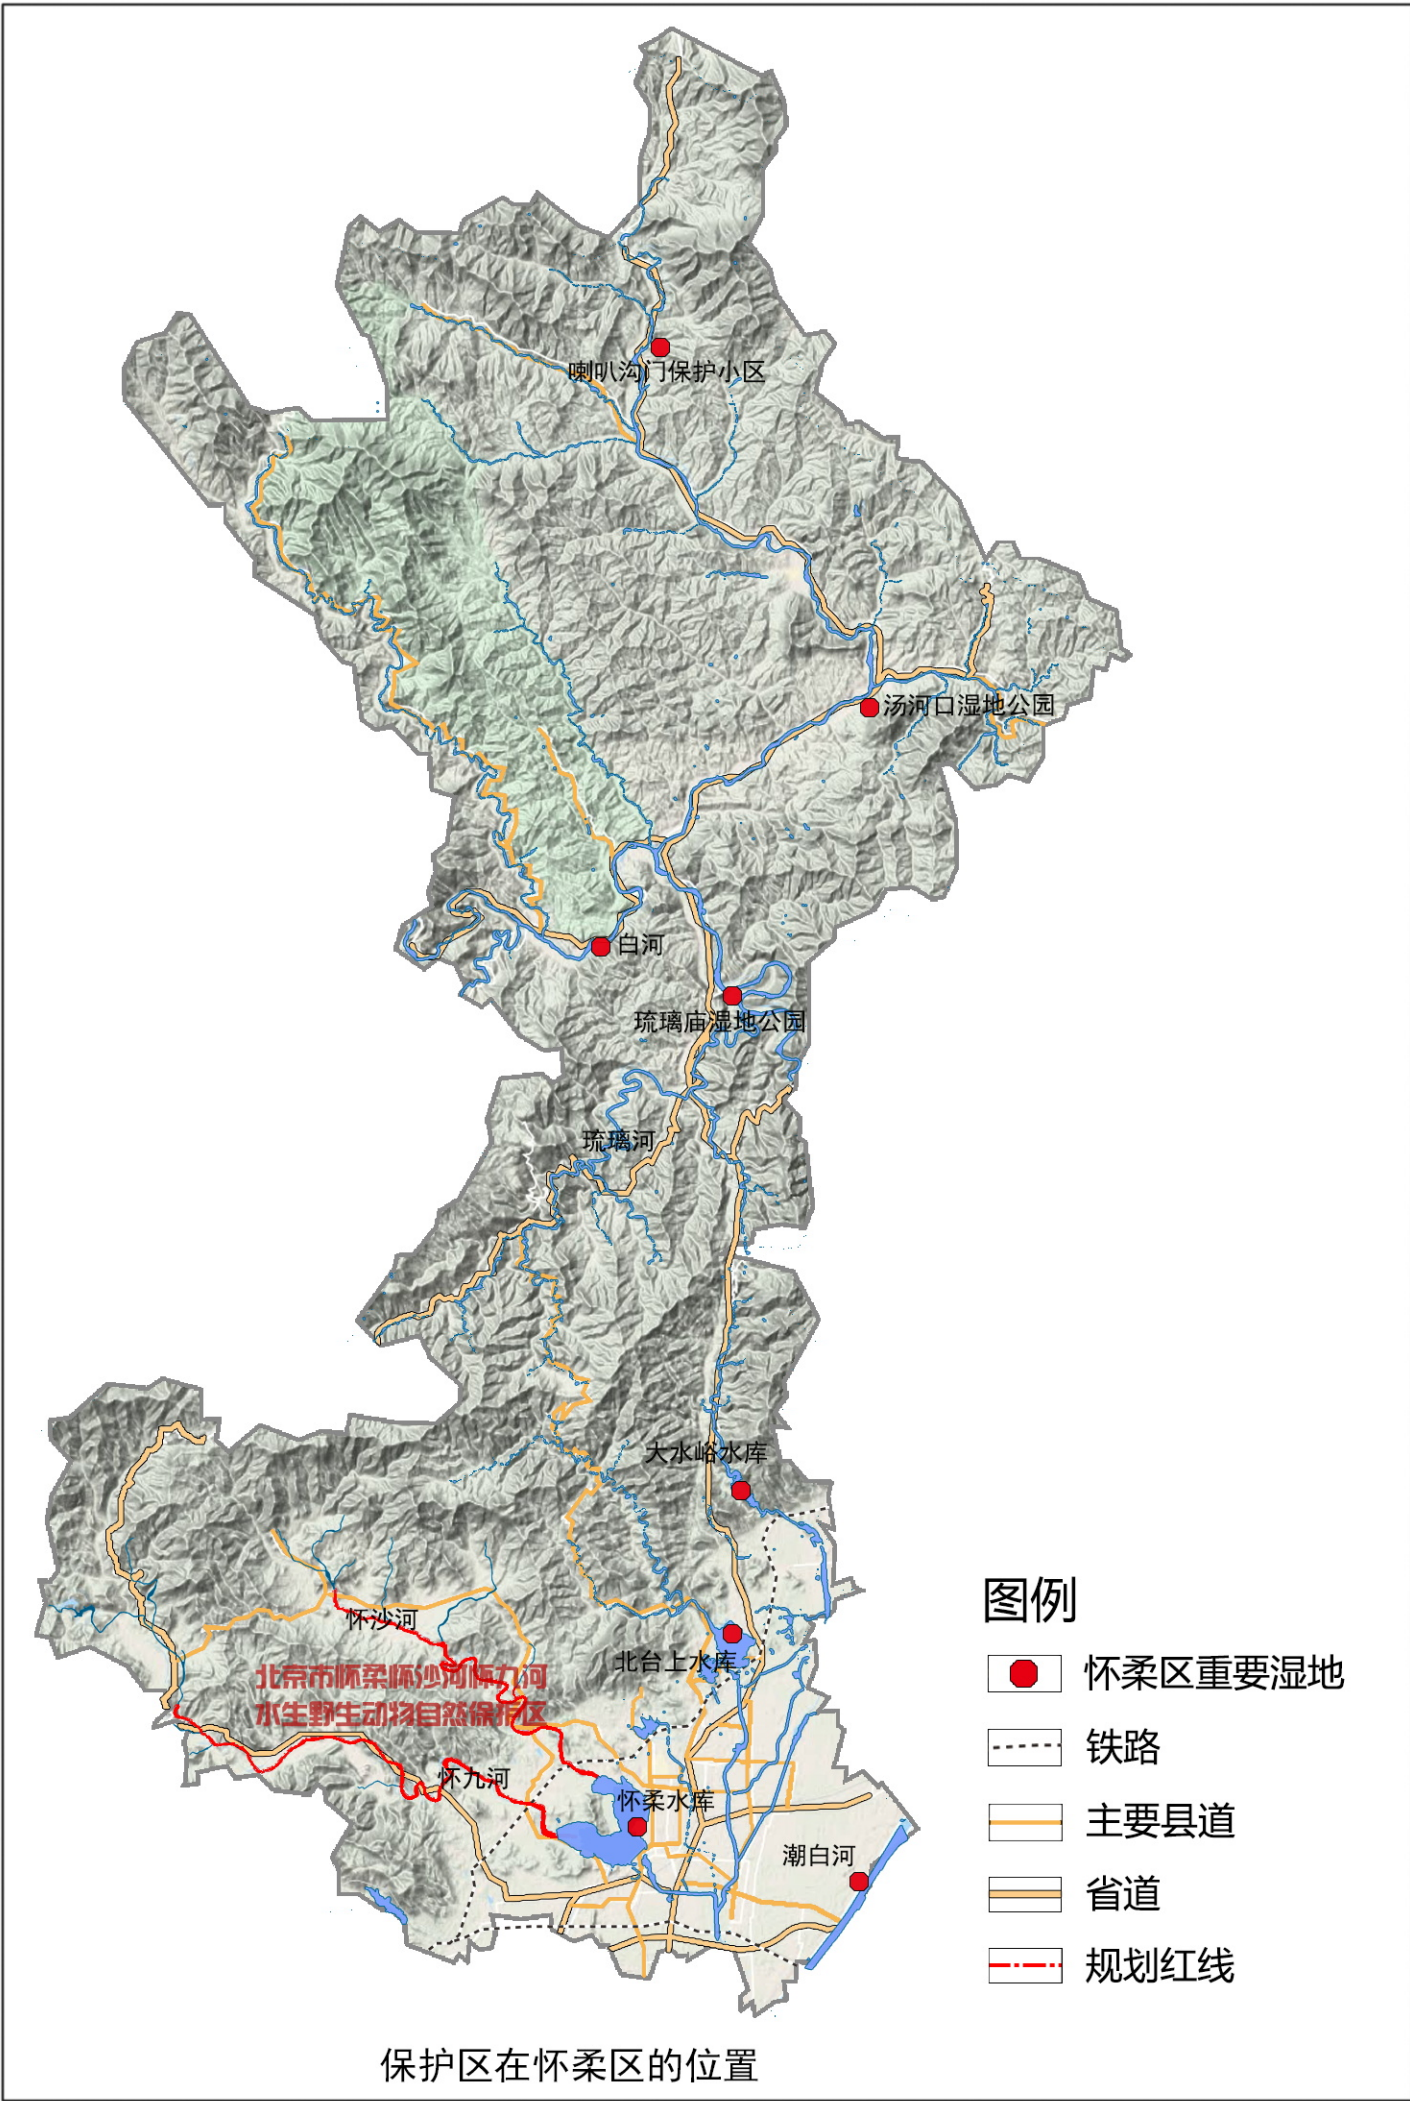 喇叭沟门保护小区
汤河口湿地公园
白河
琉璃庙湿地公园
琉璃河
大水峪水库
怀沙河
北京市怀柔怀沙河怀九河
水生野生动物自然保护区
北台上水库
怀九河
怀柔水库
潮白河
图例
怀柔区重要湿地
铁路
主要县道
省道
规划红线
保护区在怀柔区的位置